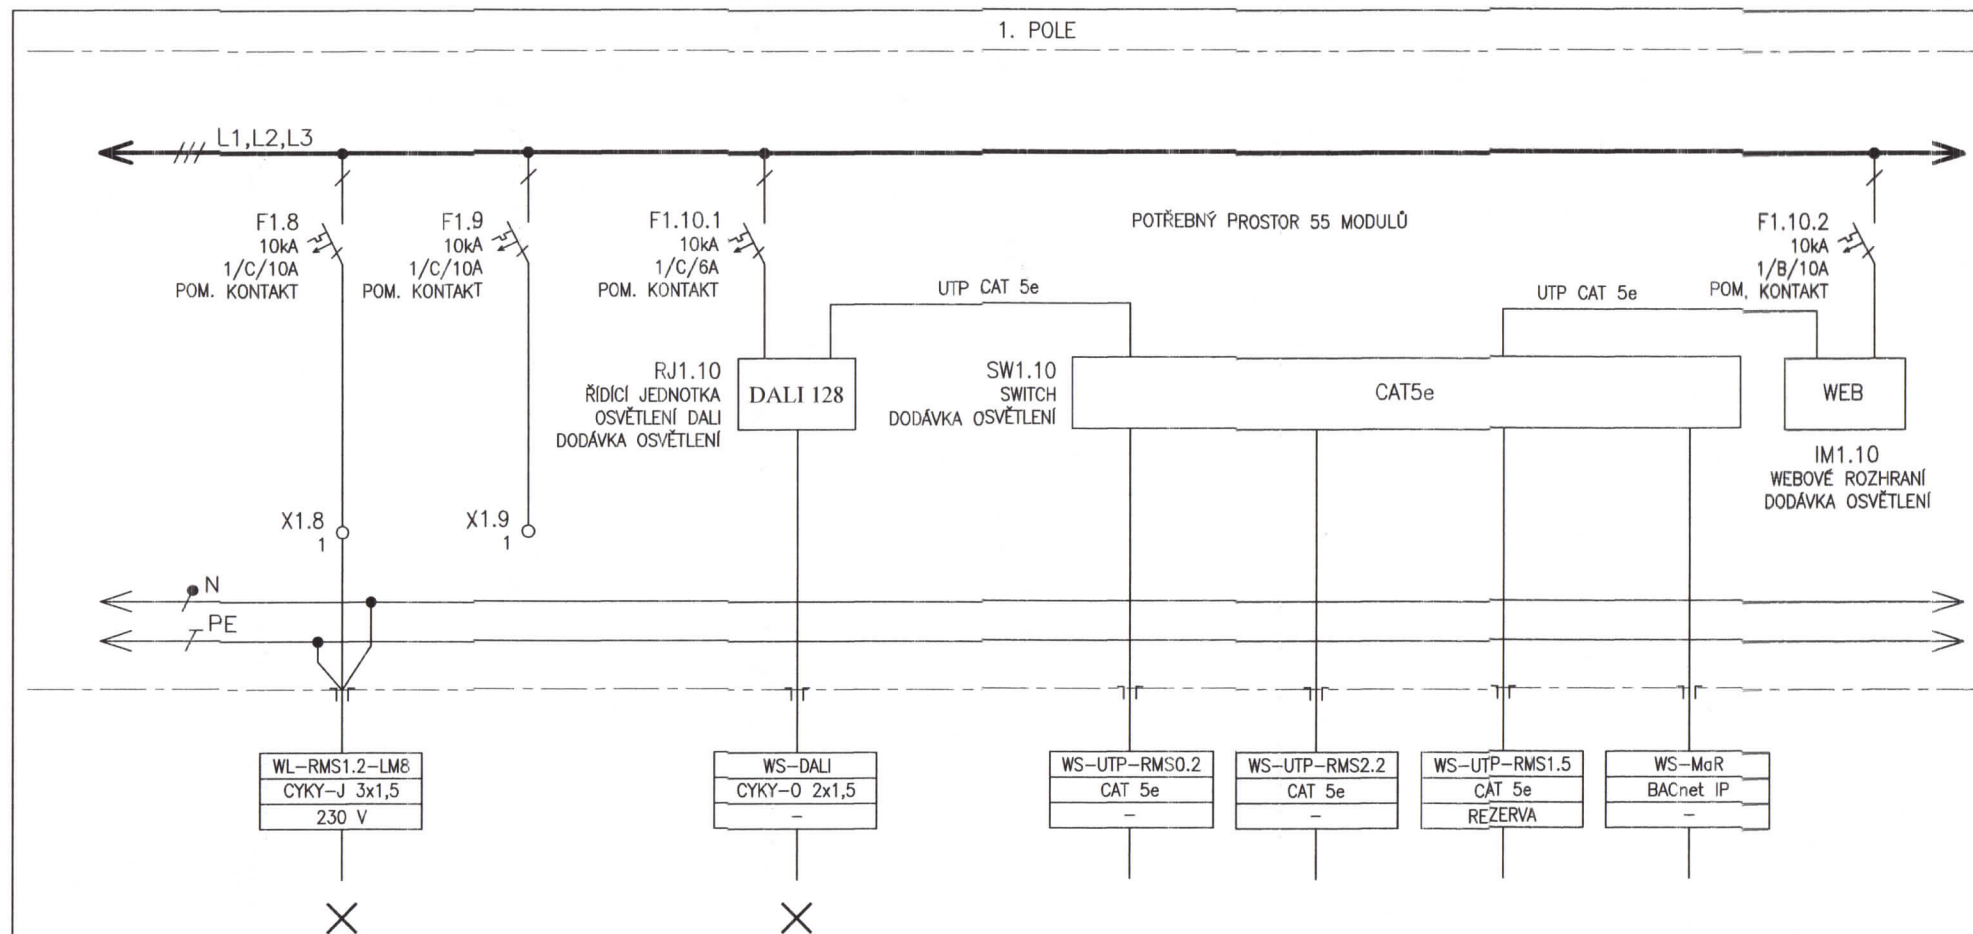 1. POLE
L1,L2,L3
F1.8
10kA
1/C/10A
POM. KONTAKT
F1.9
10kA
1/C/10A
POM. KONTAKT
F1.10.1
10kA
1/C/6A
POM. KONTAKT
POTŘEBNÝ PROSTOR 55 MODULŮ
F1.10.2
10kA
1/B/10A
POM. KONTAKT
UTP CAT 5e
UTP CAT 5e
RJ1.10
ŘÍDÍCÍ JEDNOTKA
OSVĚTLENÍ DALI
DODÁVKA OSVĚTLENÍ
DALI 128
SW1.10
SWITCH
DODÁVKA OSVĚTLENÍ
CAT5e
WEB
IM1.10
WEBOVÉ ROZHRANÍ
DODÁVKA OSVĚTLENÍ
X1.8
1
X1.9
1
N
PE
WL-RMS1.2-LM8
CYKY-J 3x1,5
230 V
WS-DALI
CYKY-O 2x1,5
-
WS-UTP-RMS0.2
CAT 5e
-
WS-UTP-RMS2.2
CAT 5e
-
WS-UTP-RMS1.5
CAT 5e
REZERVA
WS-MaR
BACnet IP
-